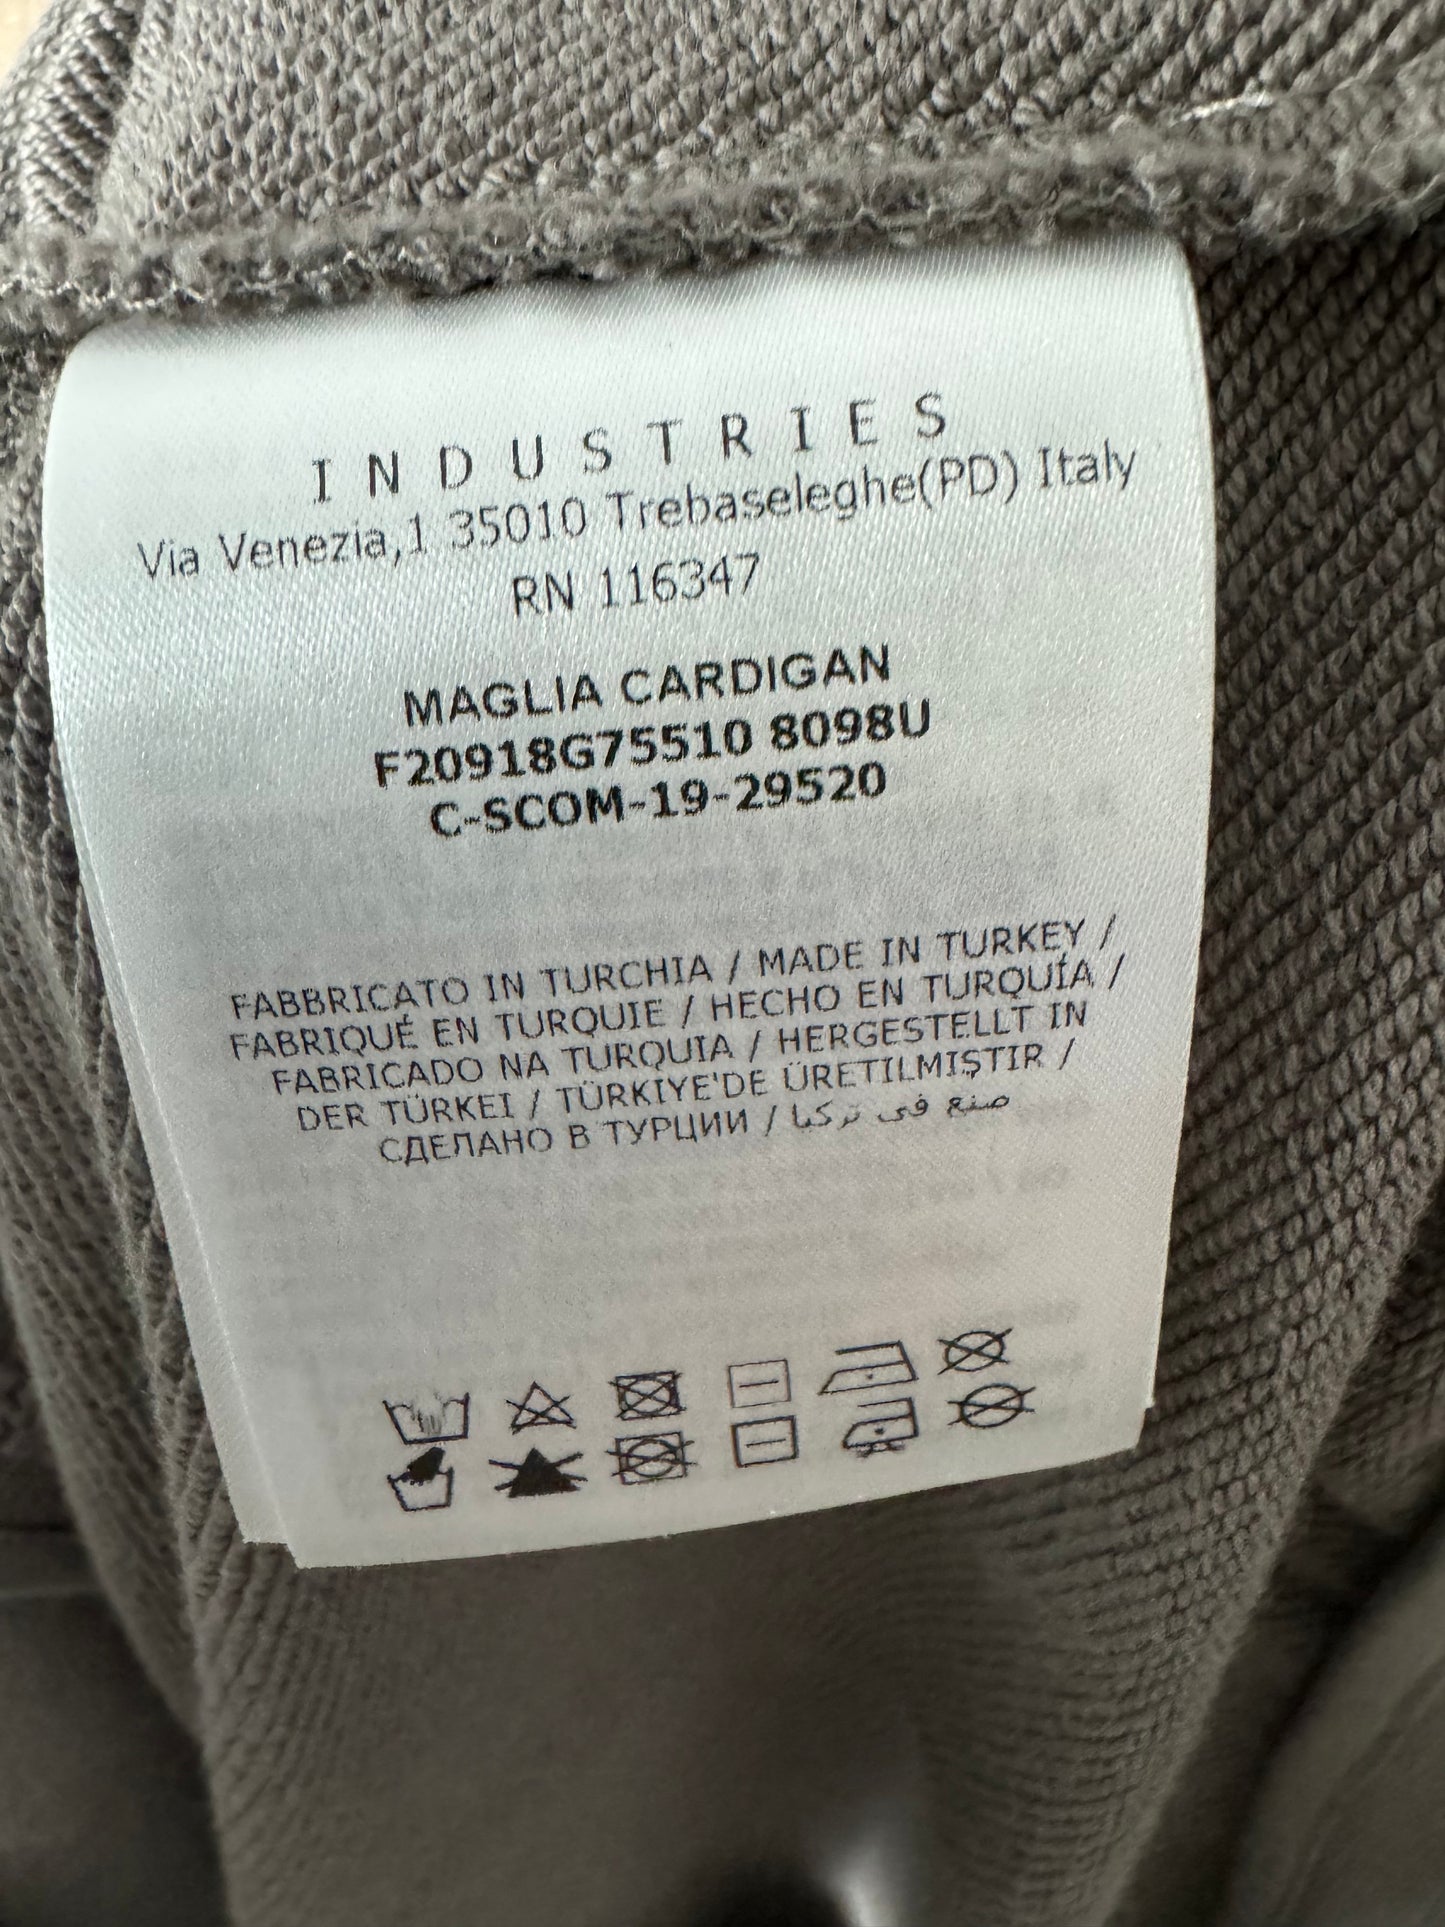 INDUSTRIES
Via Venezia,1 35010 Trebaseleghe(PD) Italy
RN 116347
MAGLIA CARDIGAN
F20918G75510 8098U
C-SCOM-19-29520
FABBRICATO IN TURCHIA / MADE IN TURKEY /
FABRIQUÉ EN TURQUIE / HECHO EN TURQUÍA /
FABRICADO NA TURQUIA / HERGESTELLT IN
DER TÜRKEI / TÜRKIYE'DE ÜRETILMIŞTIR /
СДЕЛАНО В ТУРЦИИ / صنع في تركيا